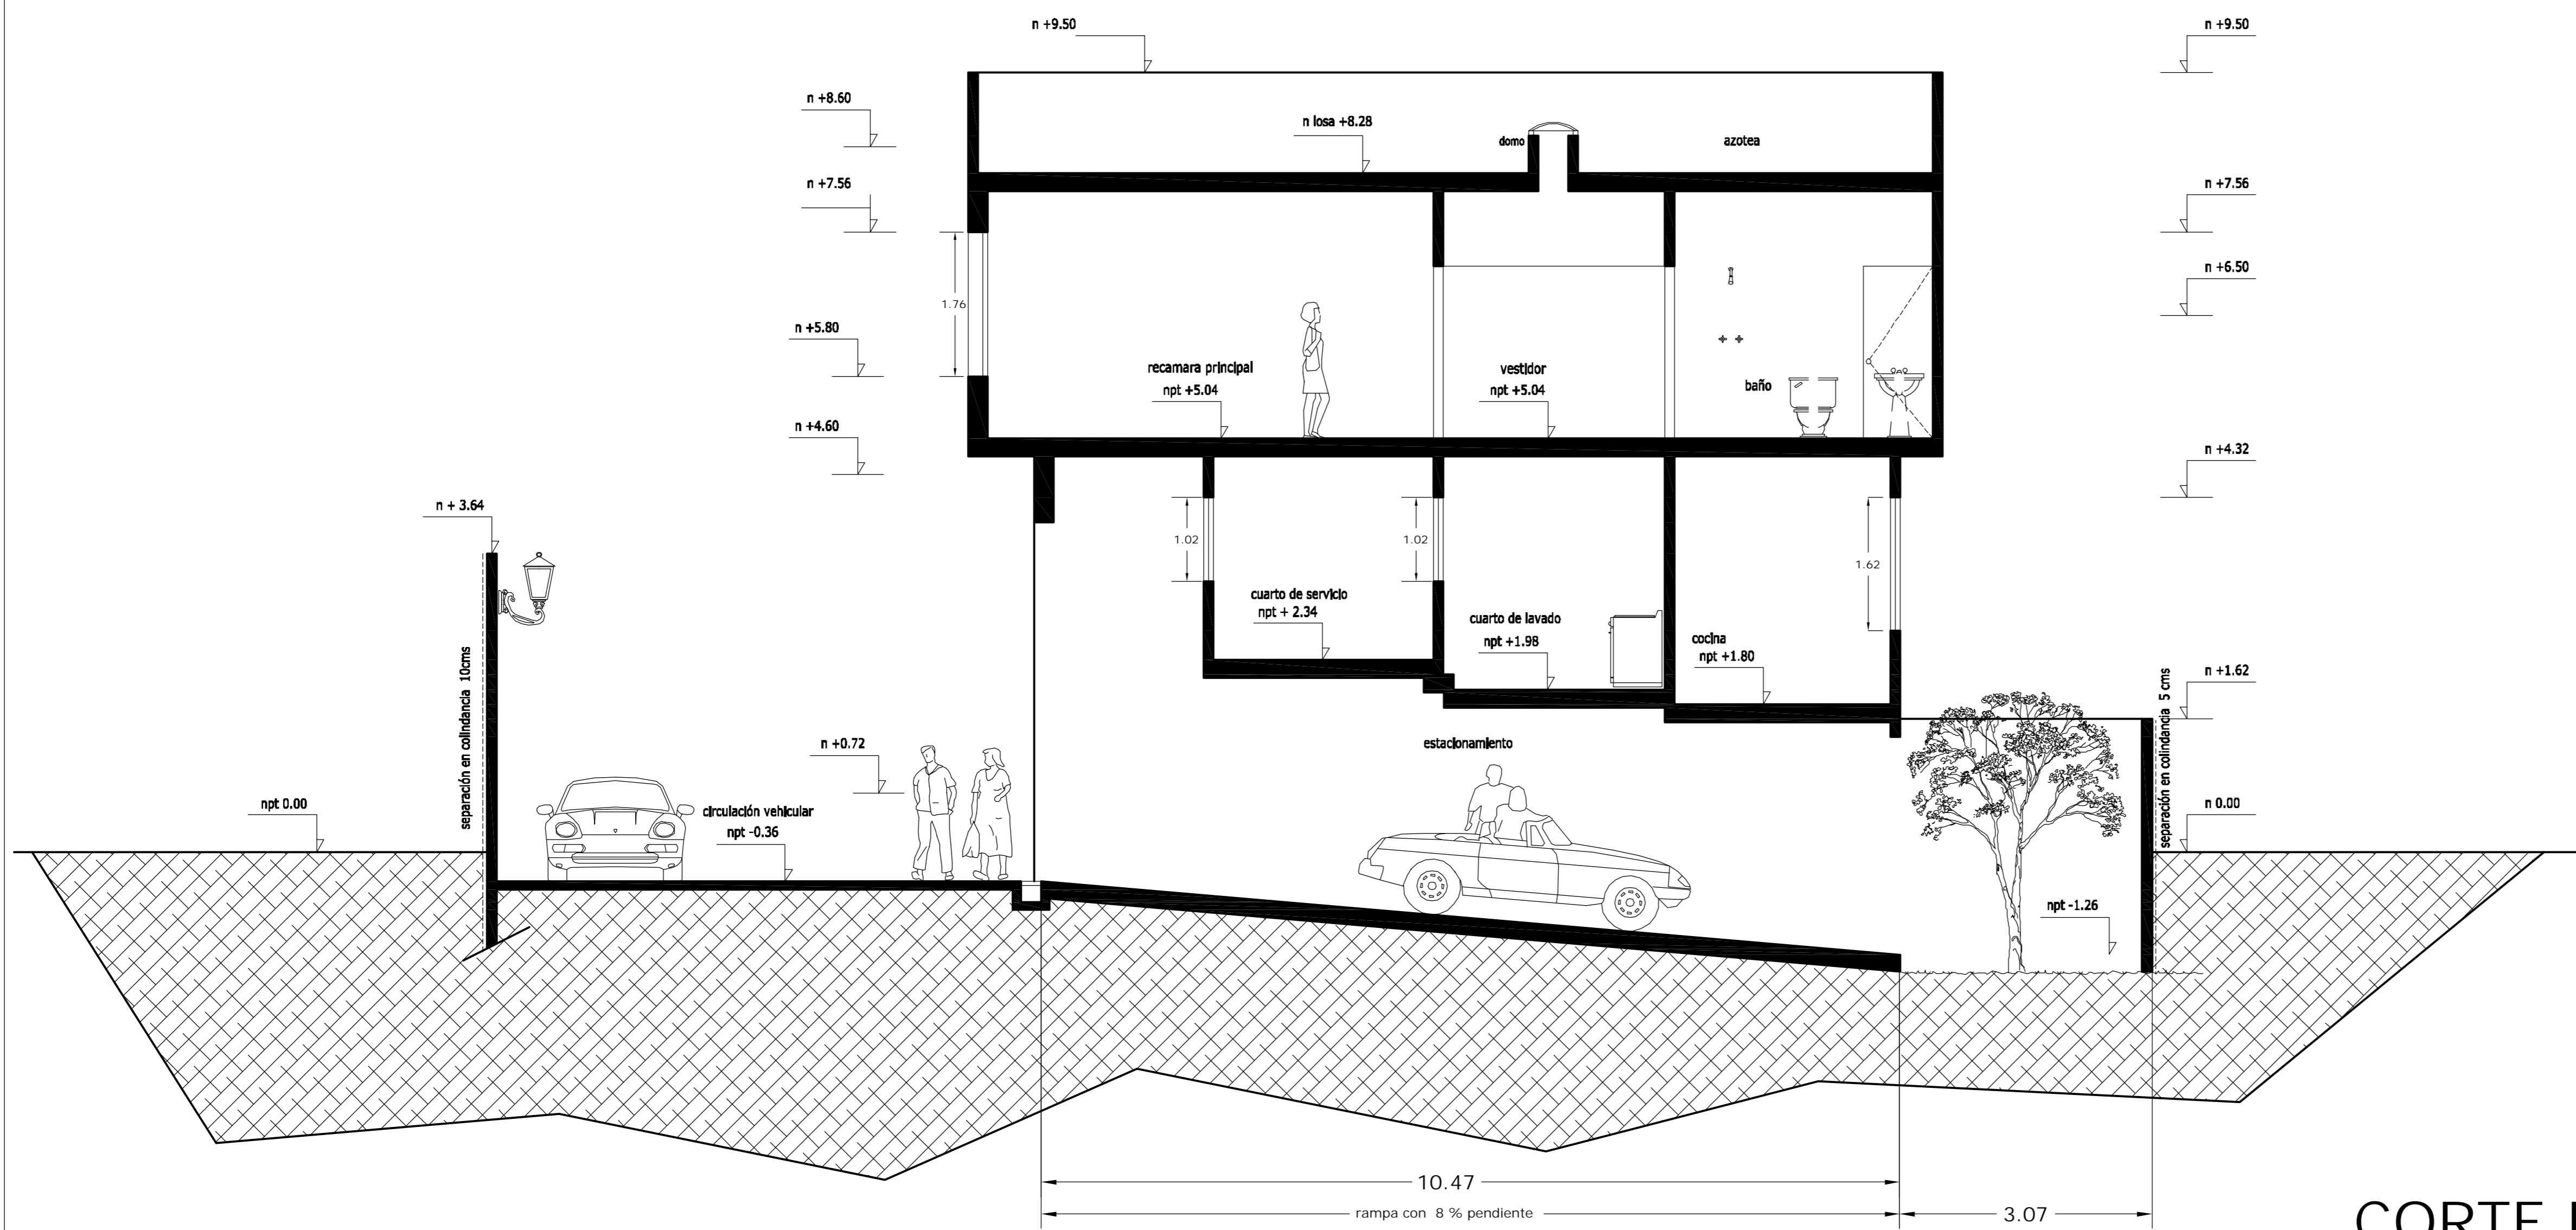 n +9.50
n +9.50
n +8.60
n losa +8.28
domo
azotea
n +7.56
n +7.56
n +6.50
1.76
n +5.80
recamara principal
npt +5.04
vestidor
npt +5.04
baño
n +4.60
n +4.32
n + 3.64
1.02
1.02
1.62
cuarto de servicio
npt + 2.34
cuarto de lavado
npt +1.98
cocina
npt +1.80
separación en colindancia 10cms
separación en colindancia 5 cms
n +1.62
n +0.72
estacionamiento
npt 0.00
circulación vehicular
npt -0.36
n 0.00
npt -1.26
10.47
rampa con 8 % pendiente
3.07
CORTE